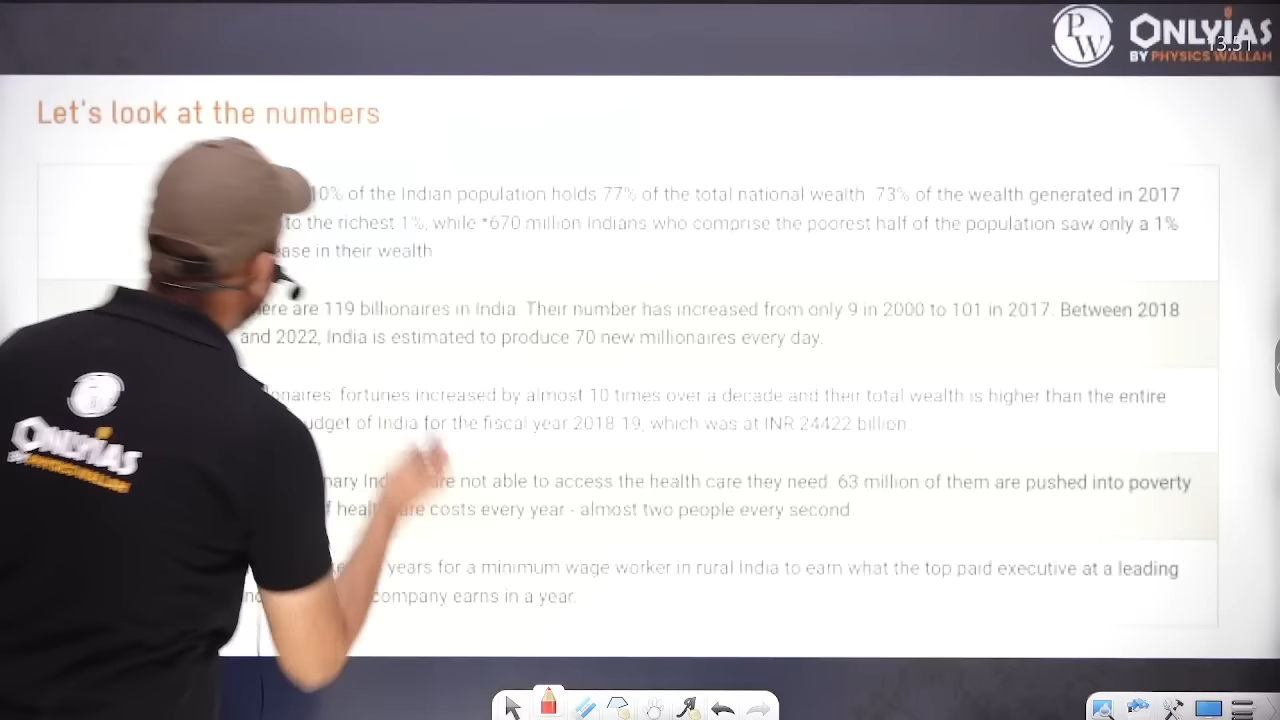 PW
ONLYIAS
13:51
BY PHYSICS WALLAH
Let's look at the numbers
10% of the Indian population holds 77% of the total national wealth 73% of the wealth generated in 2017
to the richest 1%, while *670 million Indians who comprise the poorest half of the population saw only a 1%
in their wealth
are 119 billionaires in India Their number has increased from only 9 in 2000 to 101 in 2017. Between 2018
and 2022, India is estimated to produce 70 new millionaires every day.
fortunes increased by almost 10 times over a decade and their total wealth is higher than the entire
of India for the fiscal year 2018 19, which was at INR 24422 billion
not able to access the health care they need. 63 million of them are pushed into poverty
costs every year - almost two people every second
years for a minimum wage worker in rural India to earn what the top paid executive at a leading
company earns in a year.
ONLYIAS
BY PHYSICS WALLAH